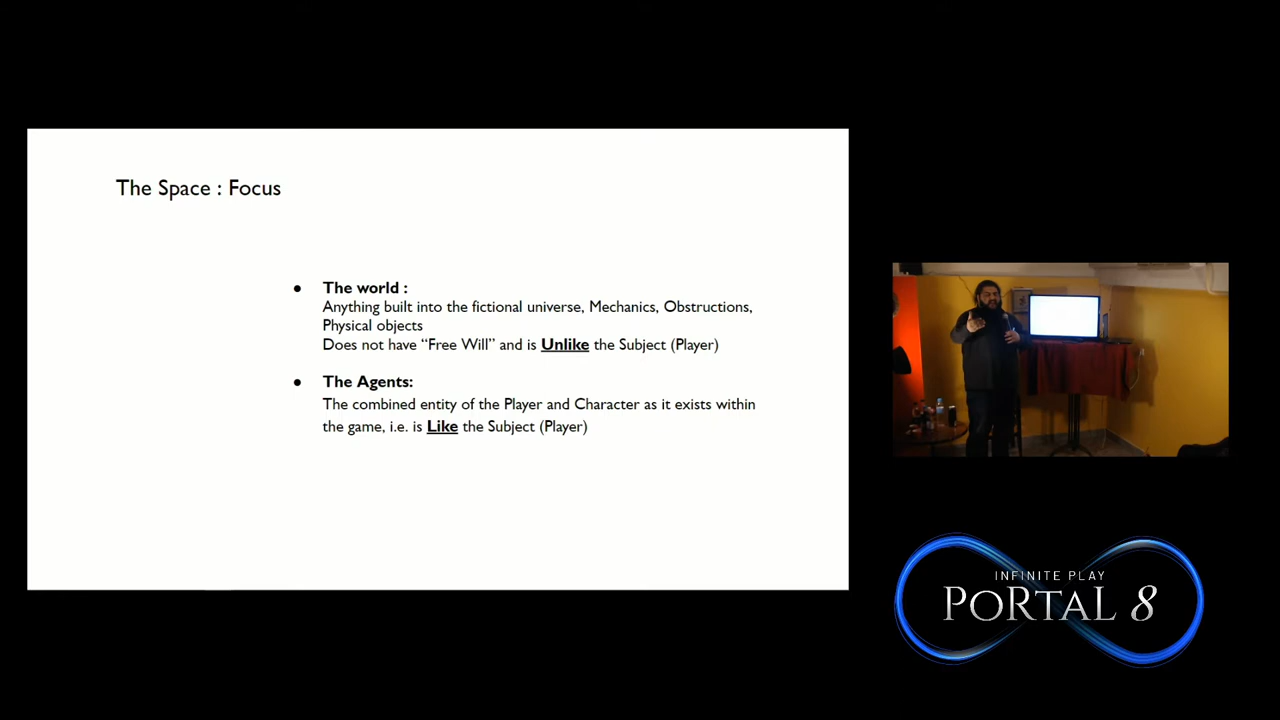 The Space : Focus
● The world :
Anything built into the fictional universe, Mechanics, Obstructions,
Physical objects
Does not have “Free Will” and is Unlike the Subject (Player)
● The Agents:
The combined entity of the Player and Character as it exists within
the game, i.e. is Like the Subject (Player)
INFINITE PLAY
PORTAL 8